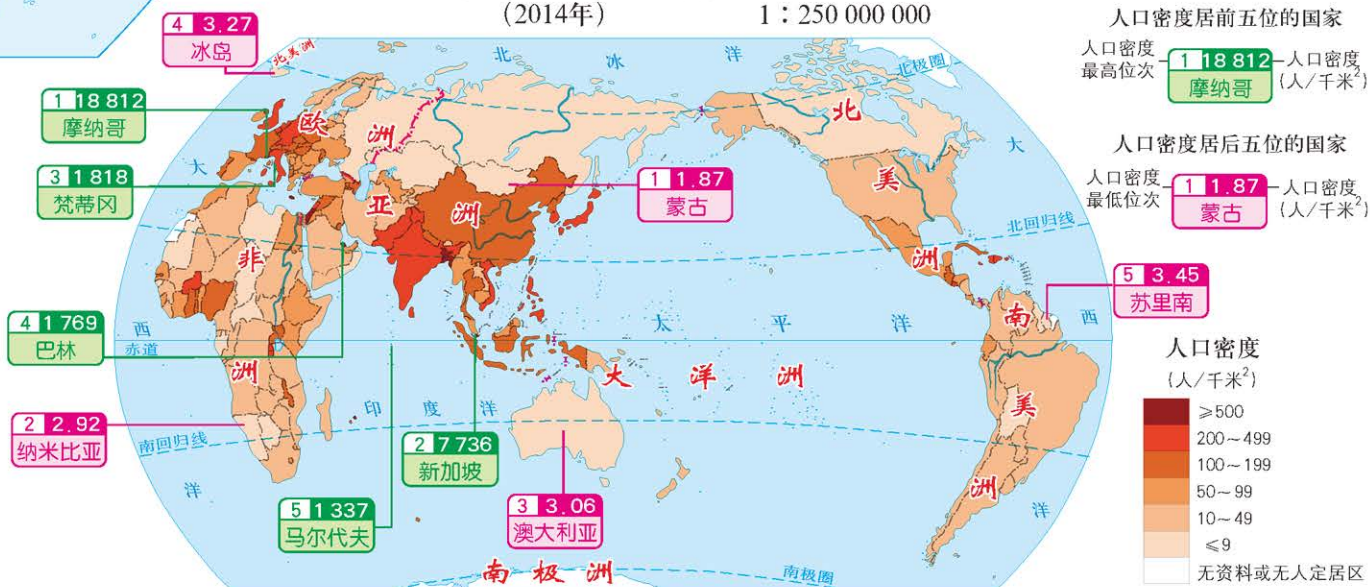 (2014年)
1∶250 000 000
4 3.27
冰岛
1 18 812
摩纳哥
3 1 818
梵蒂冈
4 1 769
巴林
2 2.92
纳米比亚
5 1 337
马尔代夫
2 7 736
新加坡
3 3.06
澳大利亚
1 1.87
蒙古
5 3.45
苏里南
北美洲
北冰洋
北极圈
欧洲
亚洲
非洲
北美洲
南美洲
大洋洲
南极洲
大西洋
太平洋
印度洋
大西洋
北回归线
赤道
南回归线
南极圈
人口密度居前五位的国家
人口密度最高位次
1 18 812
摩纳哥
人口密度
(人/千米²)
人口密度居后五位的国家
人口密度最低位次
1 1.87
蒙古
人口密度
(人/千米²)
人口密度
(人/千米²)
≥500
200~499
100~199
50~99
10~49
≤9
无资料或无人定居区